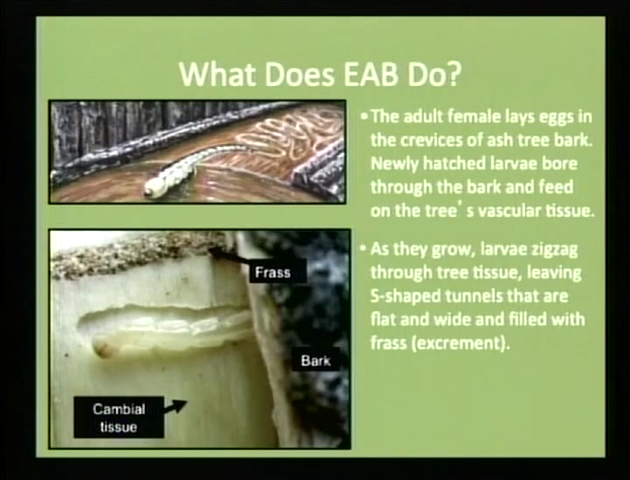 What Does EAB Do?
• The adult female lays eggs in
the crevices of ash tree bark.
Newly hatched larvae bore
through the bark and feed
on the tree's vascular tissue.
• As they grow, larvae zigzag
through tree tissue, leaving
S-shaped tunnels that are
flat and wide and filled with
frass (excrement).
Frass
Bark
Cambial
tissue